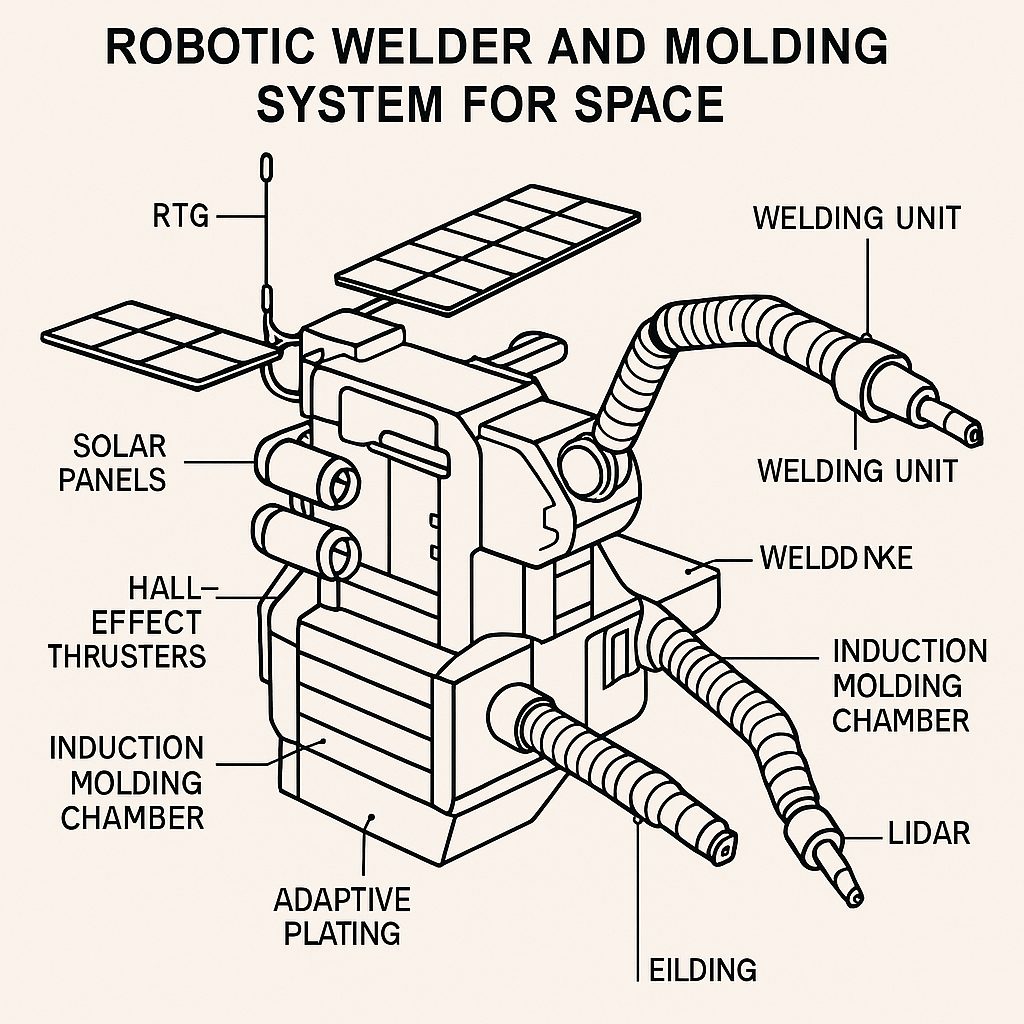 ROBOTIC WELDER AND MOLDING
SYSTEM FOR SPACE
RTG
WELDING UNIT
SOLAR
PANELS
WELDING UNIT
HALL–
EFFECT
THRUSTERS
WELDD NKE
INDUCTION
MOLDING
CHAMBER
INDUCTION
MOLDING
CHAMBER
LIDAR
ADAPTIVE
PLATING
EILDING